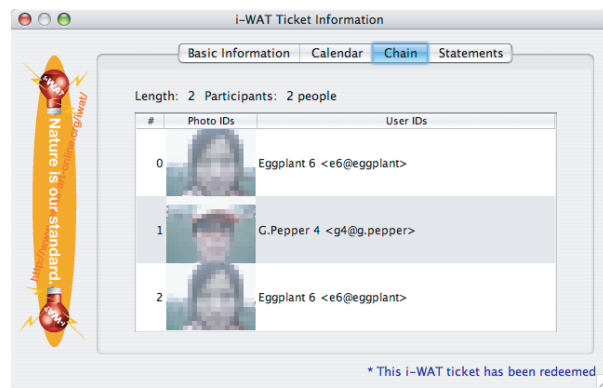 i-WAT Ticket Information
Basic Information Calendar Chain Statements
Length: 2 Participants: 2 people
# Photo IDs User IDs
0 Eggplant 6 <e6@eggplant>
1 G.Pepper 4 <g4@g.pepper>
2 Eggplant 6 <e6@eggplant>
i-WAT
Nature is our standard.
i-WAT
* This i-WAT ticket has been redeemed